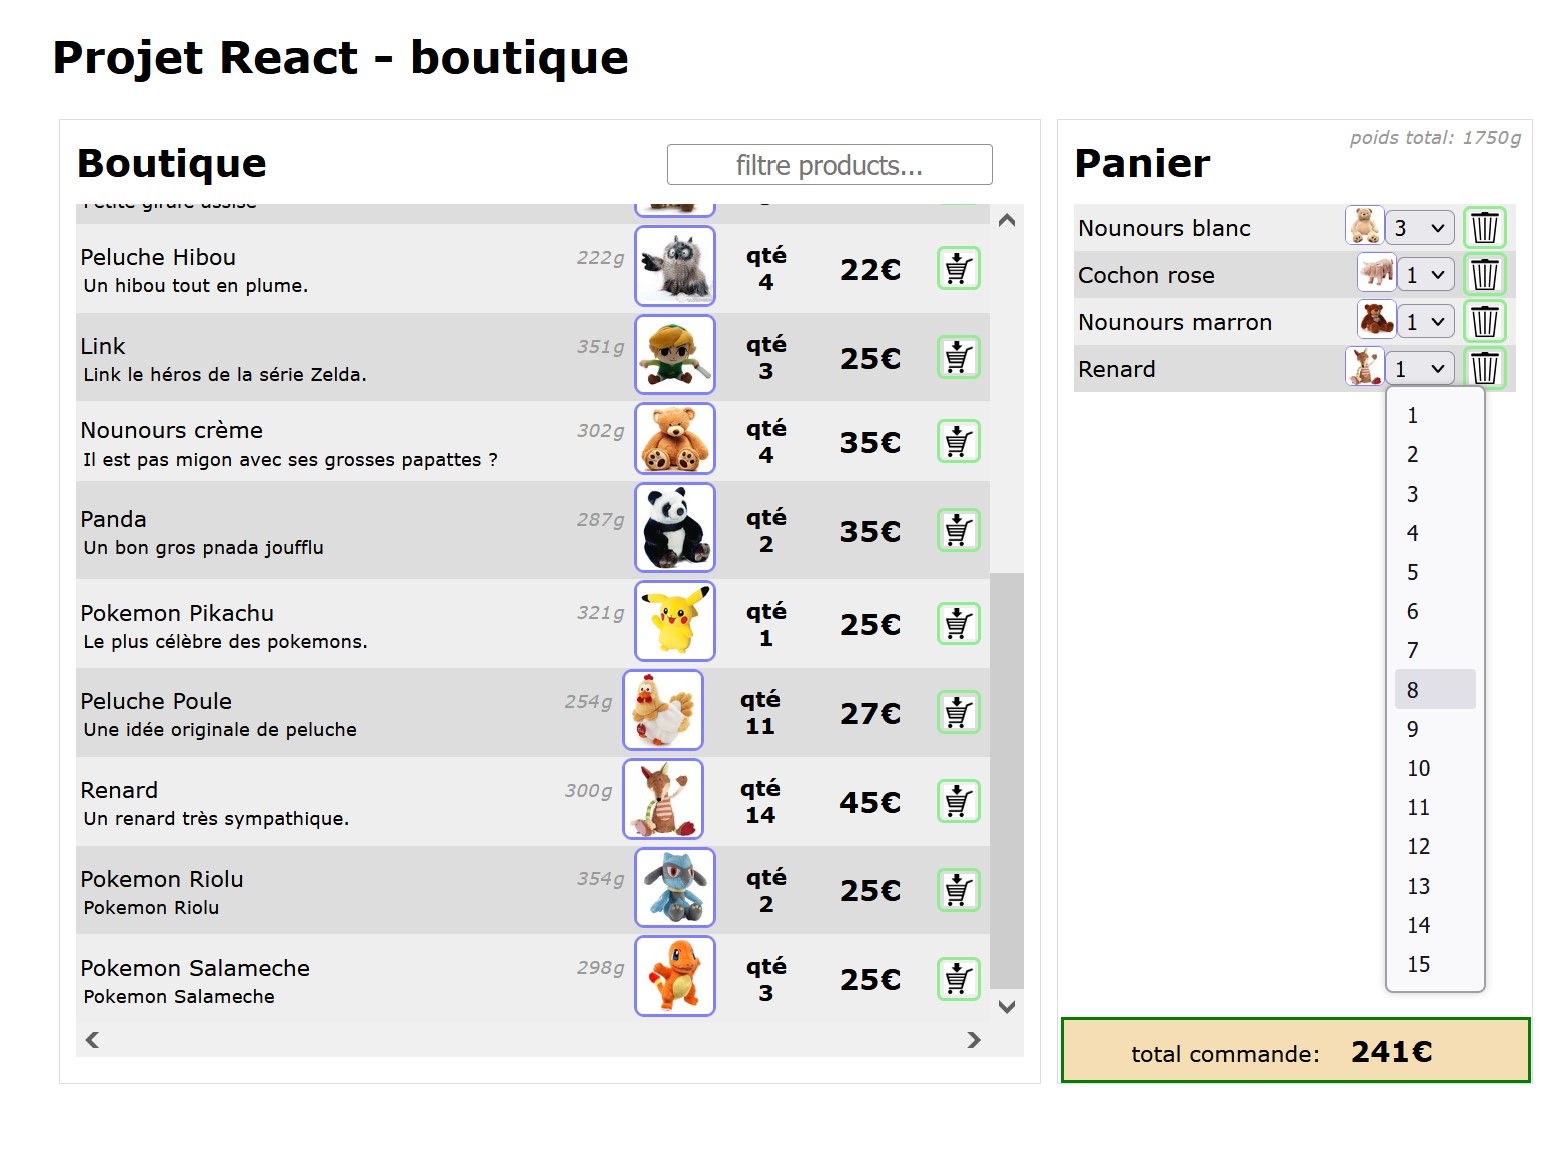 Projet React - boutique
Boutique
filtre products...
Petite girafe assise
Peluche Hibou
222g
Un hibou tout en plume.
qté
4
22€
Link
351g
Link le héros de la série Zelda.
qté
3
25€
Nounours crème
302g
Il est pas migon avec ses grosses papattes ?
qté
4
35€
Panda
287g
Un bon gros pnada joufflu
qté
2
35€
Pokemon Pikachu
321g
Le plus célèbre des pokemons.
qté
1
25€
Peluche Poule
254g
Une idée originale de peluche
qté
11
27€
Renard
300g
Un renard très sympathique.
qté
14
45€
Pokemon Riolu
354g
Pokemon Riolu
qté
2
25€
Pokemon Salameche
298g
Pokemon Salameche
qté
3
25€
poids total: 1750g
Panier
Nounours blanc 3
Cochon rose 1
Nounours marron 1
Renard 1
1
2
3
4
5
6
7
8
9
10
11
12
13
14
15
total commande: 241€